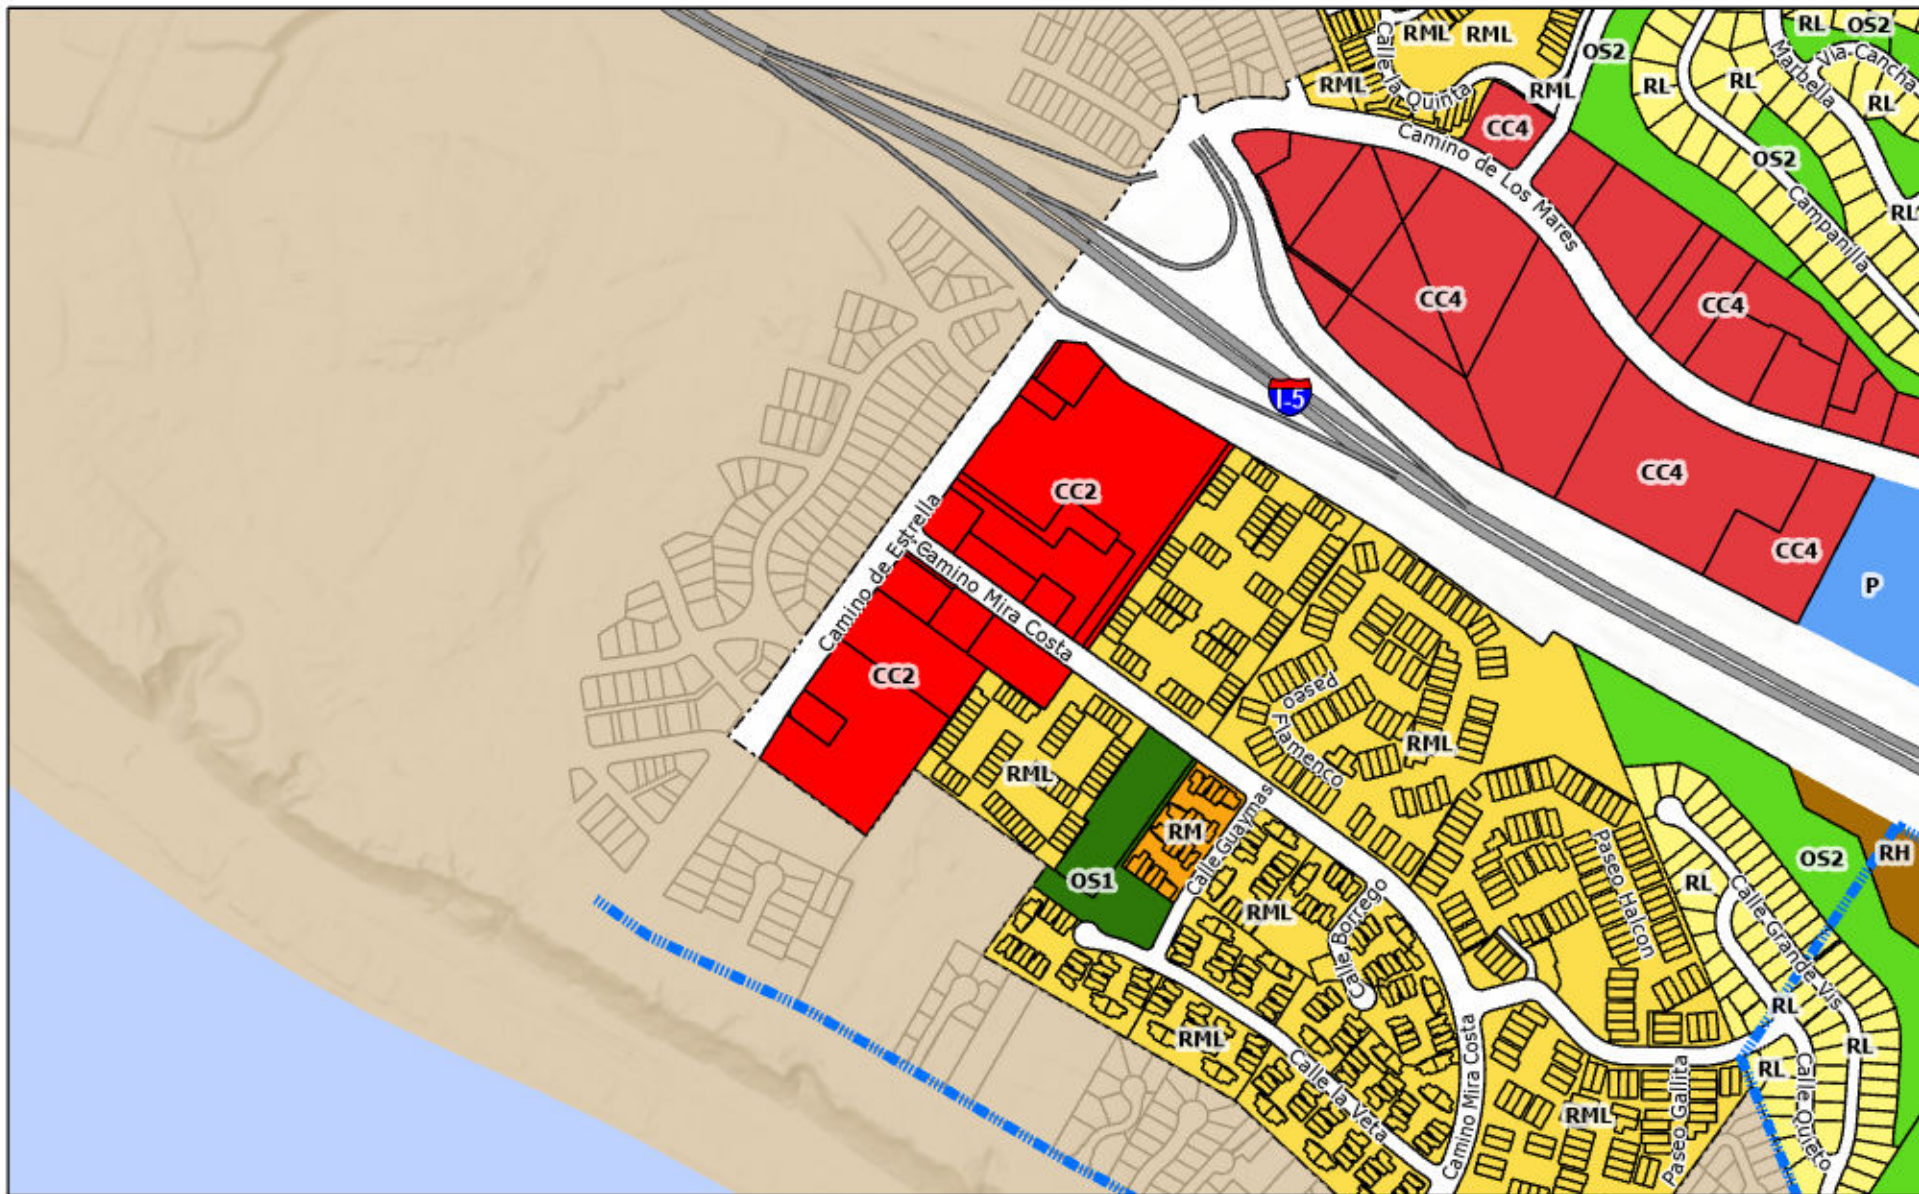 RL
OS2
RML
RML
Calle la Quinta
OS2
Marbella
Via-Cancha
RML
RML
RL
RL
RL
CC4
Camino de Los Mares
OS2
Campanilla
RL
CC4
CC4
I-5
CC4
CC2
CC4
P
Camino de Estrella
Camino Mira Costa
CC2
Paseo Flamenco
RML
RML
Calle Guaymas
RM
Paseo Halcon
OS2
RH
OS1
RL
Calle Grande Vis
RML
Calle Borrego
RL
RML
RL
Calle la Veta
Camino Mira Costa
RML
Paseo Gallita
RL
Calle Quieto